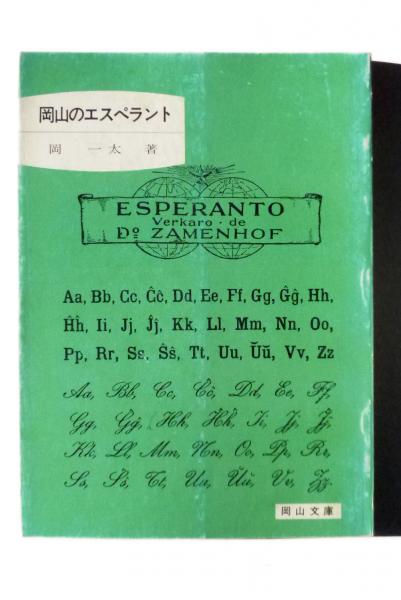 岡山のエスペラント
岡 一太 著
ESPERANTO
Verkaro · de
Dº ZAMENHOF
Aa, Bb, Cc, Ĉĉ, Dd, Ee, Ff, Gg, Ĝĝ, Hh,
Ĥĥ, Ii, Jj, Ĵĵ, Kk, Ll, Mm, Nn, Oo,
Pp, Rr, Ss, Ŝŝ, Tt, Uu, Ŭŭ, Vv, Zz
Aa, Bb, Cc, Ĉĉ, Dd, Ee, Ff,
Gg, Ĝĝ, Hh, Ĥĥ, Ii, Jj, Ĵĵ,
Kk, Ll, Mm, Nn, Oo, Pp, Rr,
Ss, Ŝŝ, Tt, Uu, Ŭŭ, Vv, Zz.
岡山文庫